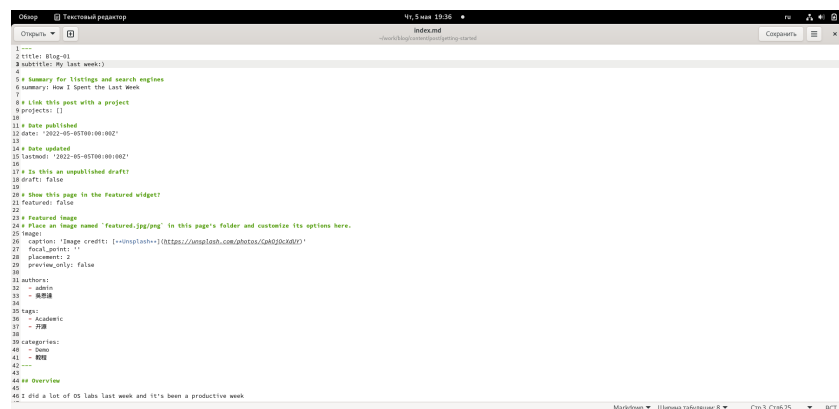 Обзор Текстовый редактор Чт, 5 мая 19:36 ru
Открыть index.md Сохранить
~/work/blog/content/post/getting-started
1 ---
2 title: Blog-01
3 subtitle: My last week:)
4
5 # Summary for listings and search engines
6 summary: How I Spent the Last Week
7
8 # Link this post with a project
9 projects: []
10
11 # Date published
12 date: '2022-05-05T00:00:00Z'
13
14 # Date updated
15 lastmod: '2022-05-05T00:00:00Z'
16
17 # Is this an unpublished draft?
18 draft: false
19
20 # Show this page in the Featured widget?
21 featured: false
22
23 # Featured image
24 # Place an image named `featured.jpg/png` in this page's folder and customize its options here.
25 image:
26 caption: 'Image credit: [**Unsplash**](https://unsplash.com/photos/CpkOjOcXdUY)'
27 focal_point: ''
28 placement: 2
29 preview_only: false
30
31 authors:
32 - admin
33 - 吳恩達
34
35 tags:
36 - Academic
37 - 开源
38
39 categories:
40 - Demo
41 - 教程
42 ---
43
44 ## Overview
45
46 I did a lot of OS labs last week and it's been a productive week
Markdown Ширина табуляции: 8 Стр 3, Стлб 25 ВСТ